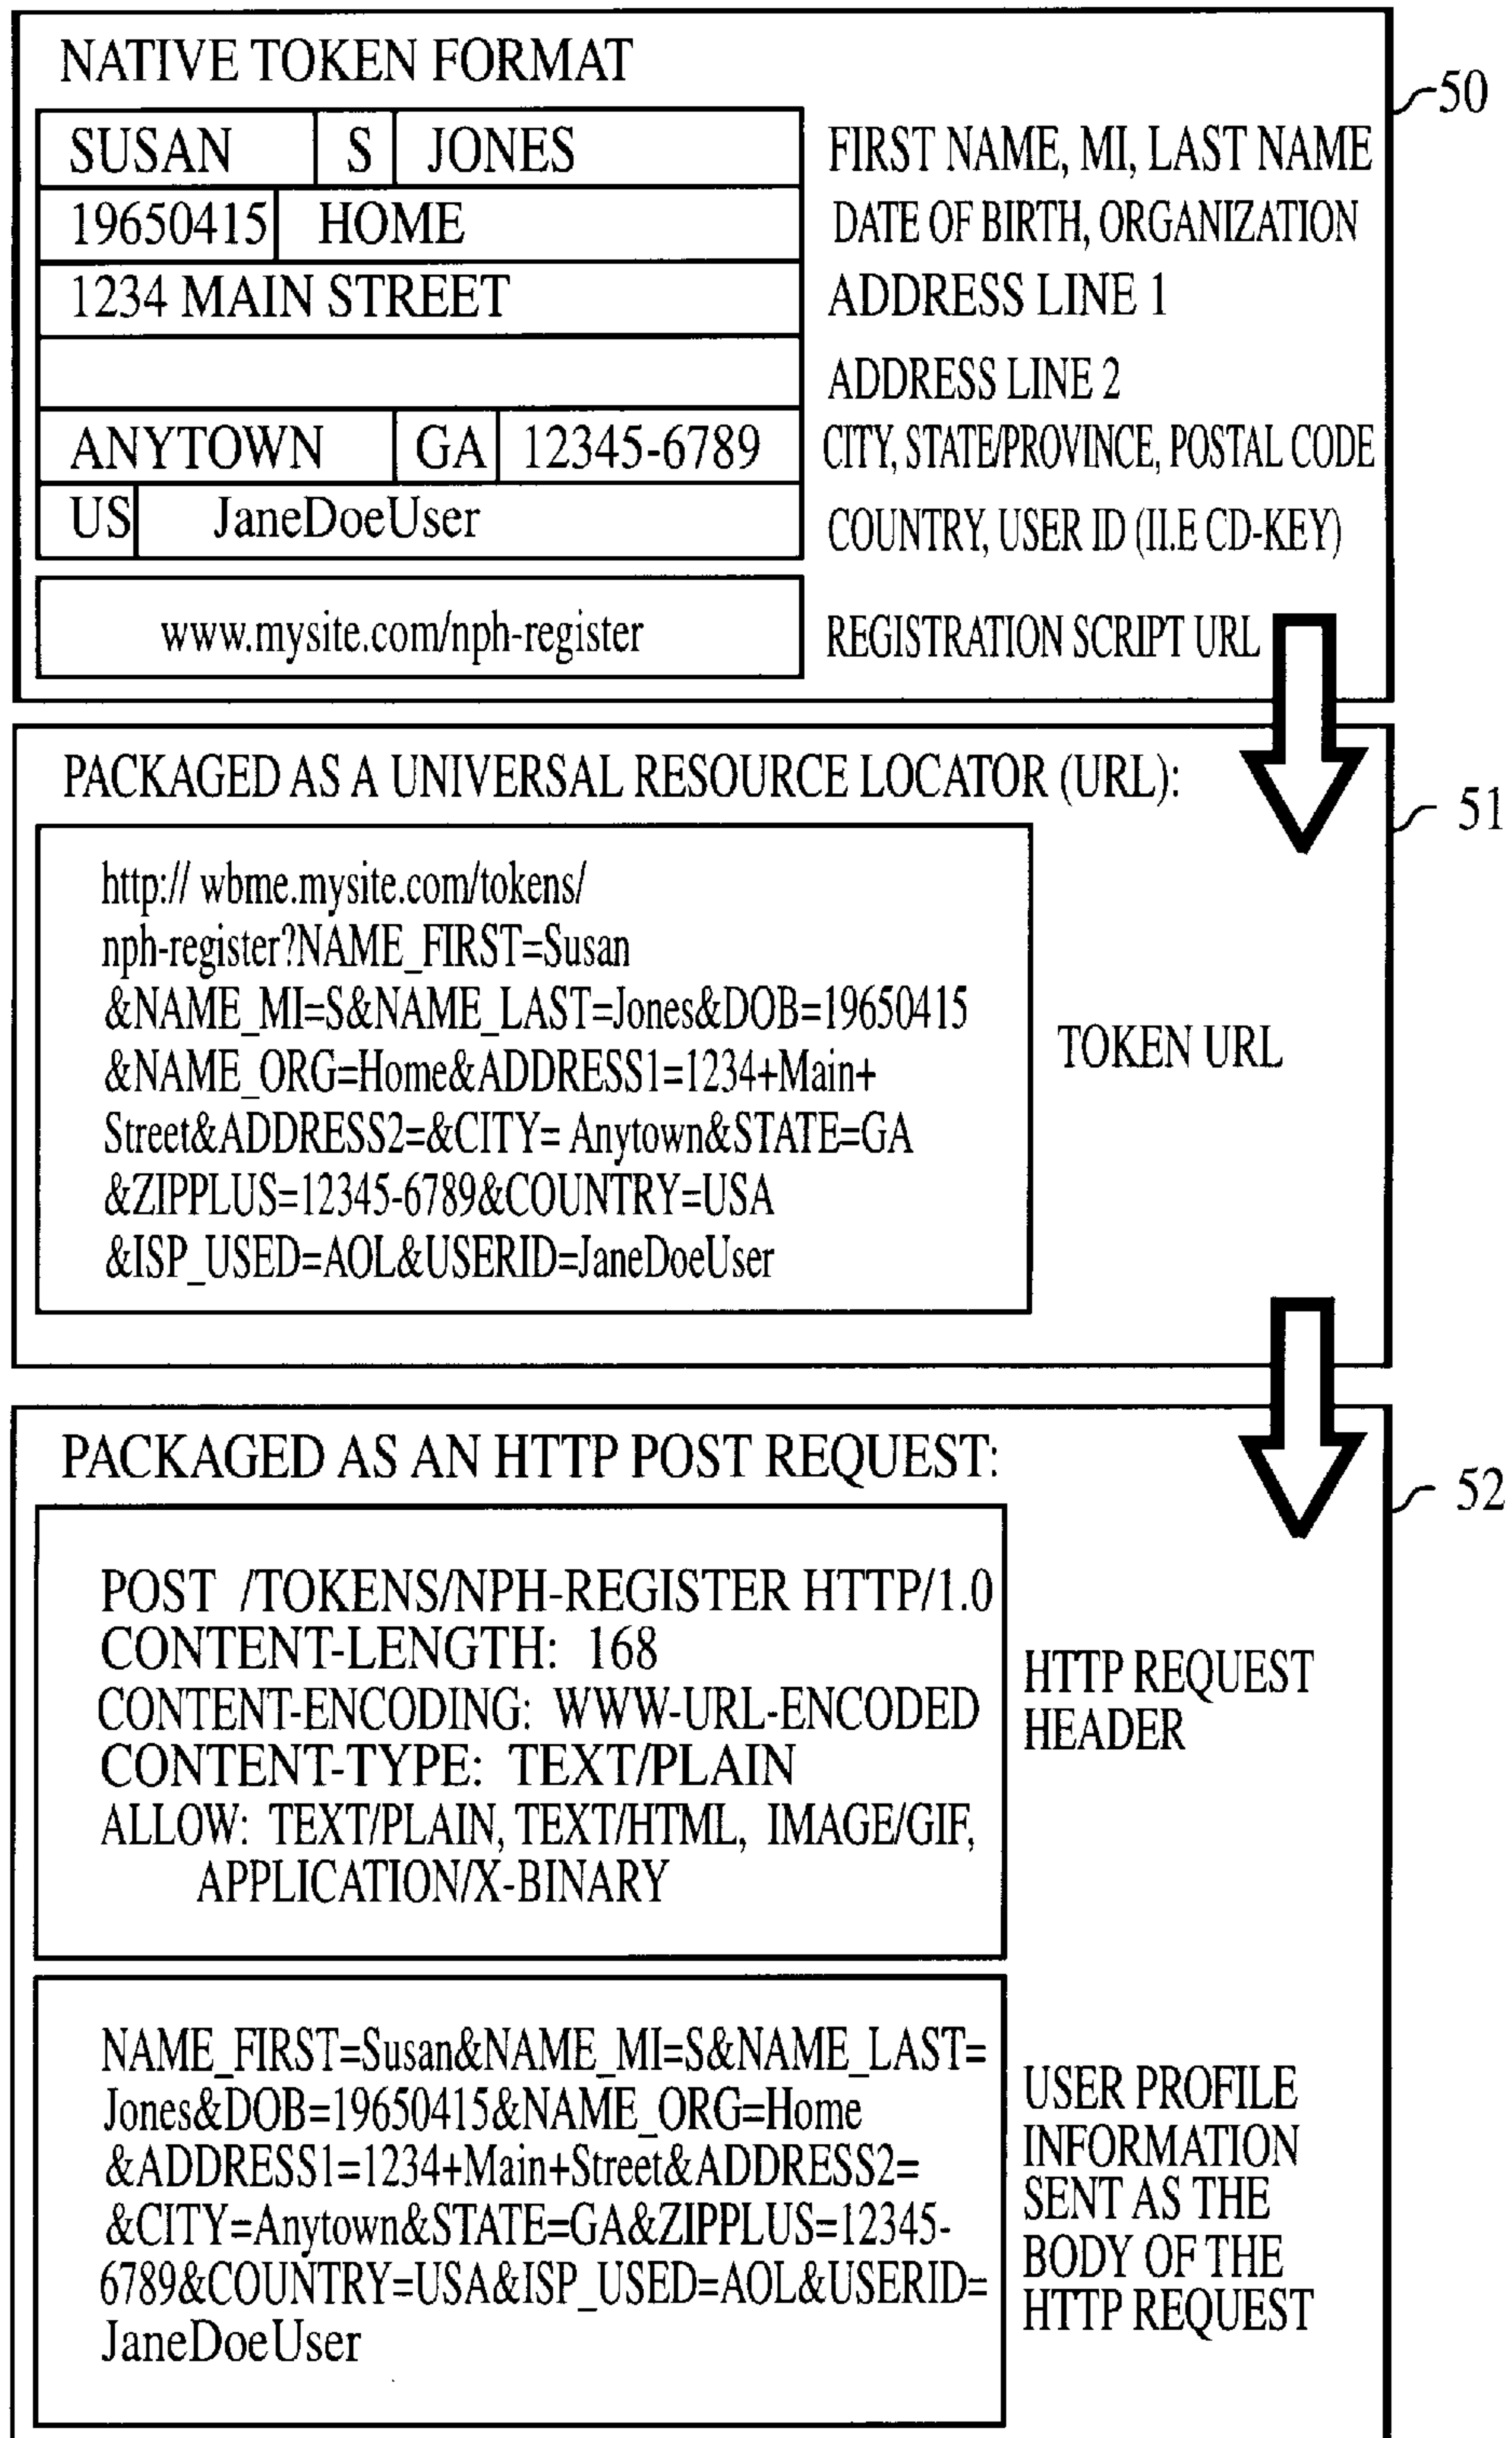 NATIVE TOKEN FORMAT
50
SUSAN S JONES FIRST NAME, MI, LAST NAME
19650415 HOME DATE OF BIRTH, ORGANIZATION
1234 MAIN STREET ADDRESS LINE 1
ADDRESS LINE 2
ANYTOWN GA 12345-6789 CITY, STATE/PROVINCE, POSTAL CODE
US JaneDoeUser COUNTRY, USER ID (II.E CD-KEY)
www.mysite.com/nph-register REGISTRATION SCRIPT URL
PACKAGED AS A UNIVERSAL RESOURCE LOCATOR (URL):
51
http:// wbme.mysite.com/tokens/
nph-register?NAME_FIRST=Susan
&NAME_MI=S&NAME_LAST=Jones&DOB=19650415
&NAME_ORG=Home&ADDRESS1=1234+Main+
Street&ADDRESS2=&CITY= Anytown&STATE=GA
&ZIPPLUS=12345-6789&COUNTRY=USA
&ISP_USED=AOL&USERID=JaneDoeUser
TOKEN URL
PACKAGED AS AN HTTP POST REQUEST:
52
POST /TOKENS/NPH-REGISTER HTTP/1.0
CONTENT-LENGTH: 168
CONTENT-ENCODING: WWW-URL-ENCODED
CONTENT-TYPE: TEXT/PLAIN
ALLOW: TEXT/PLAIN, TEXT/HTML, IMAGE/GIF,
APPLICATION/X-BINARY
HTTP REQUEST
HEADER
NAME_FIRST=Susan&NAME_MI=S&NAME_LAST=
Jones&DOB=19650415&NAME_ORG=Home
&ADDRESS1=1234+Main+Street&ADDRESS2=
&CITY=Anytown&STATE=GA&ZIPPLUS=12345-
6789&COUNTRY=USA&ISP_USED=AOL&USERID=
JaneDoeUser
USER PROFILE
INFORMATION
SENT AS THE
BODY OF THE
HTTP REQUEST